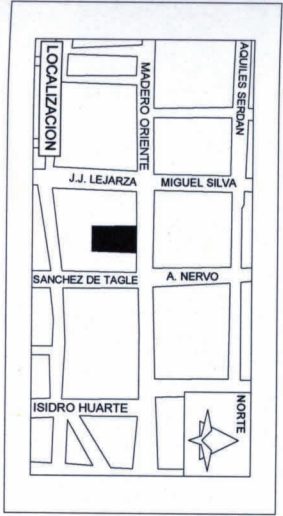 AQUILES SERDAN
MADERO ORIENTE
LOCALIZACION
J.J. LEJARZA
MIGUEL SILVA
SANCHEZ DE TAGLE
A. NERVO
ISIDRO HUARTE
NORTE